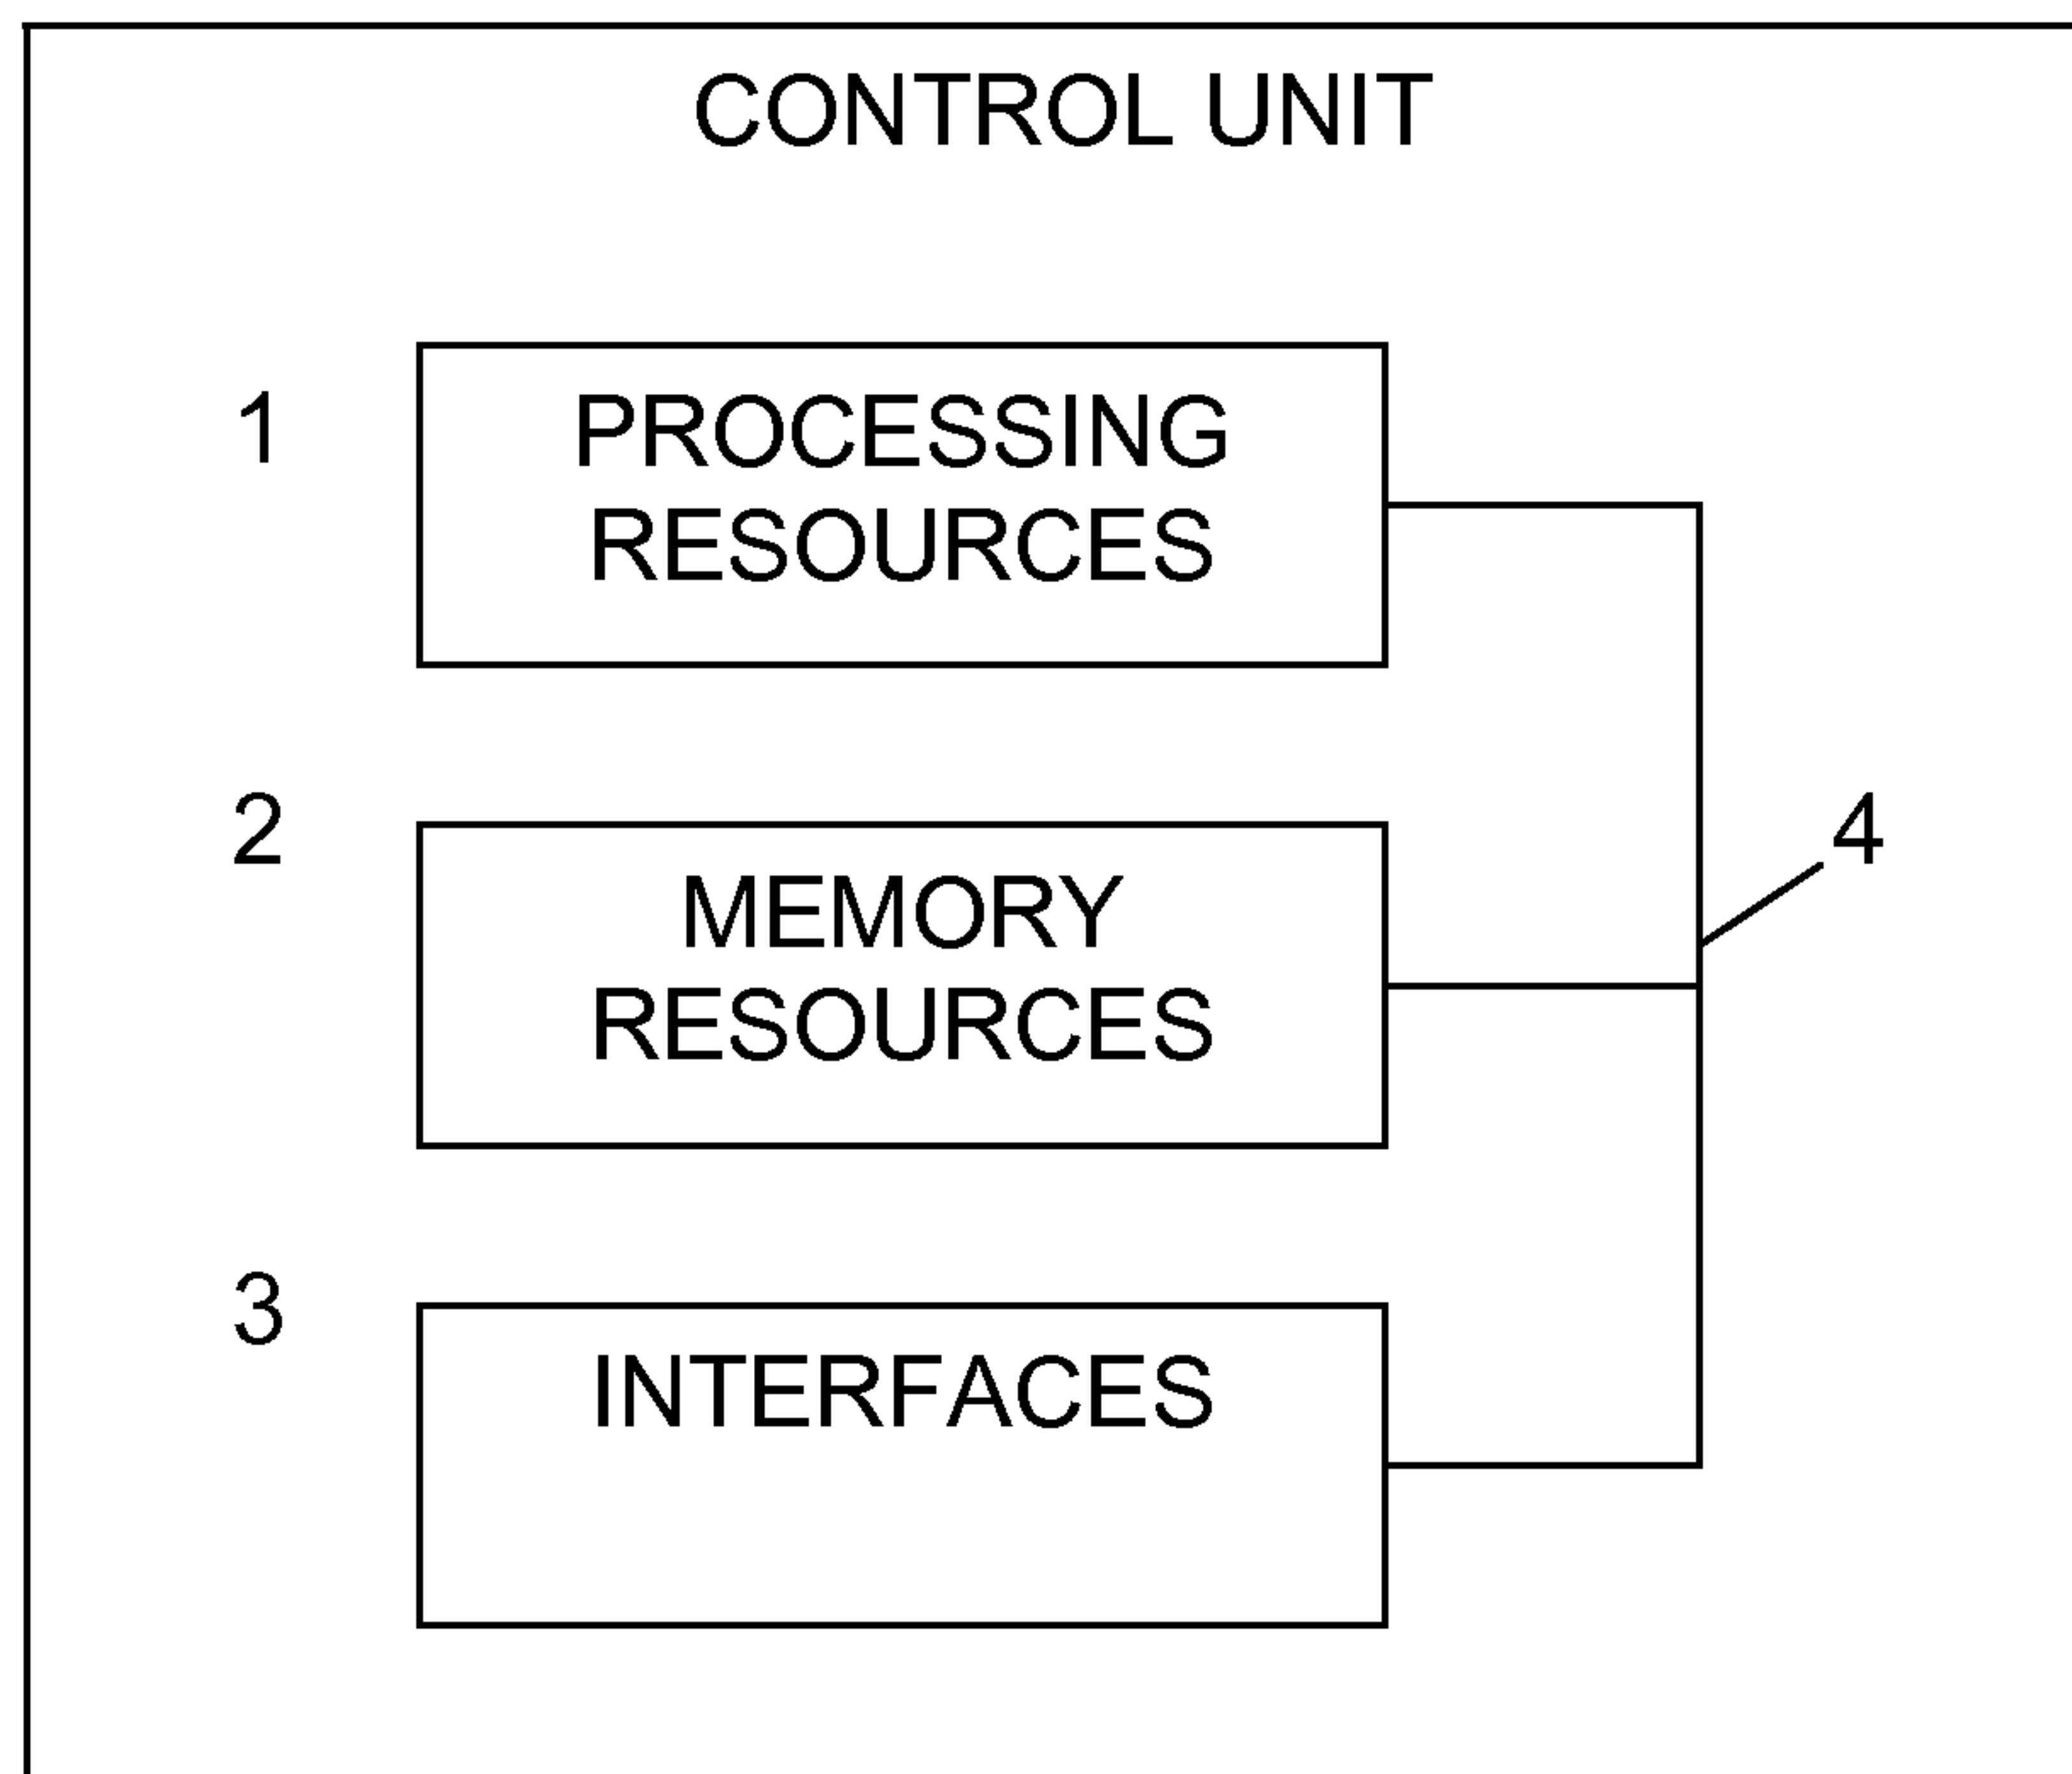 CONTROL UNIT
1
PROCESSING
RESOURCES
2
4
MEMORY
RESOURCES
3
INTERFACES